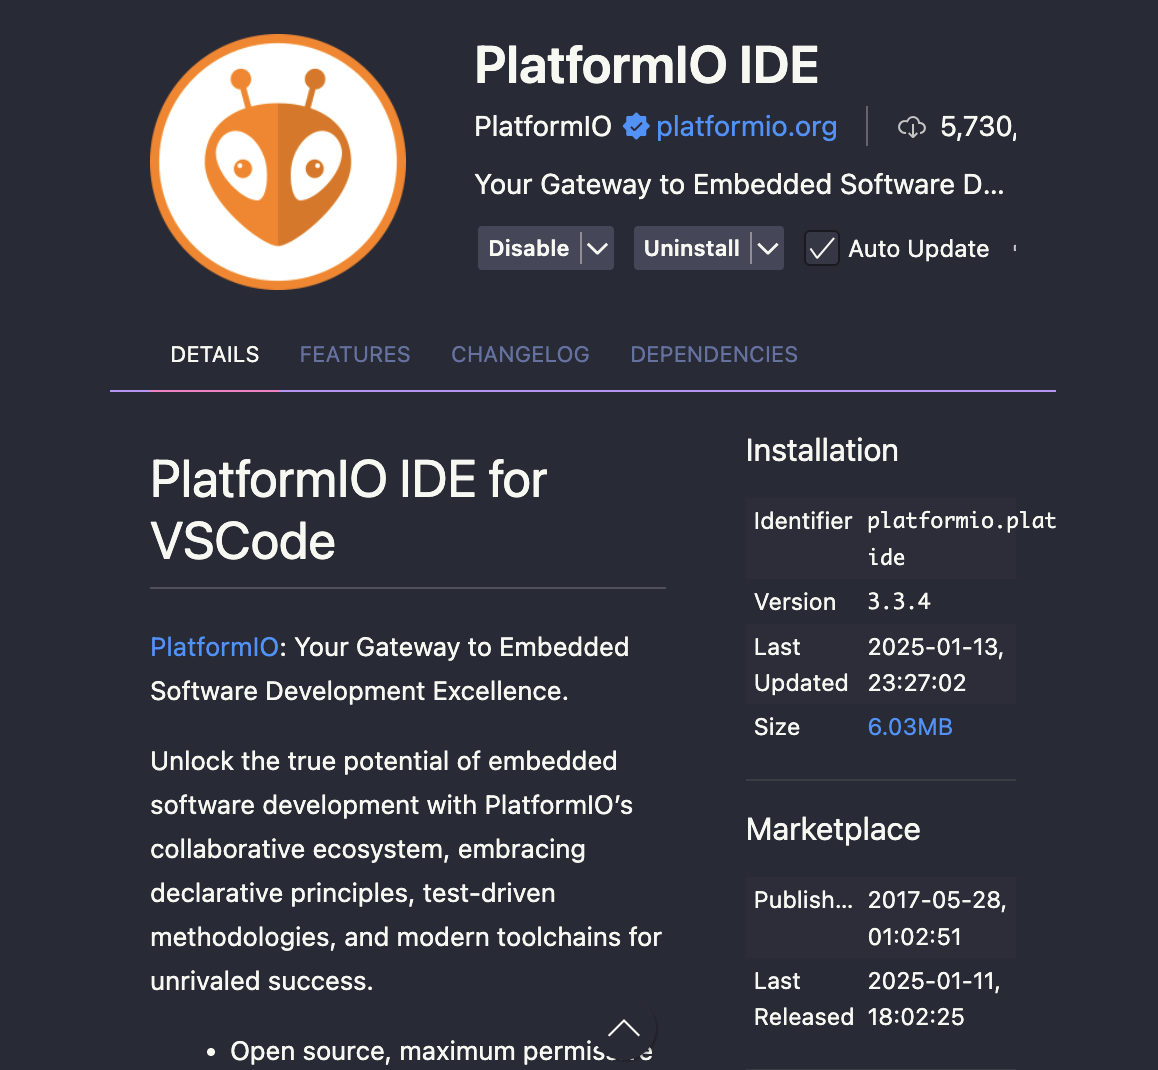 PlatformIO IDE
PlatformIO platformio.org 5,730,
Your Gateway to Embedded Software D...
Disable Uninstall Auto Update
DETAILS FEATURES CHANGELOG DEPENDENCIES
PlatformIO IDE for
VSCode
PlatformIO: Your Gateway to Embedded
Software Development Excellence.
Unlock the true potential of embedded
software development with PlatformIO’s
collaborative ecosystem, embracing
declarative principles, test-driven
methodologies, and modern toolchains for
unrivaled success.
• Open source, maximum
Installation
Identifier platformio.plat
ide
Version 3.3.4
Last 2025-01-13,
Updated 23:27:02
Size 6.03MB
Marketplace
Publish... 2017-05-28,
01:02:51
Last 2025-01-11,
Released 18:02:25